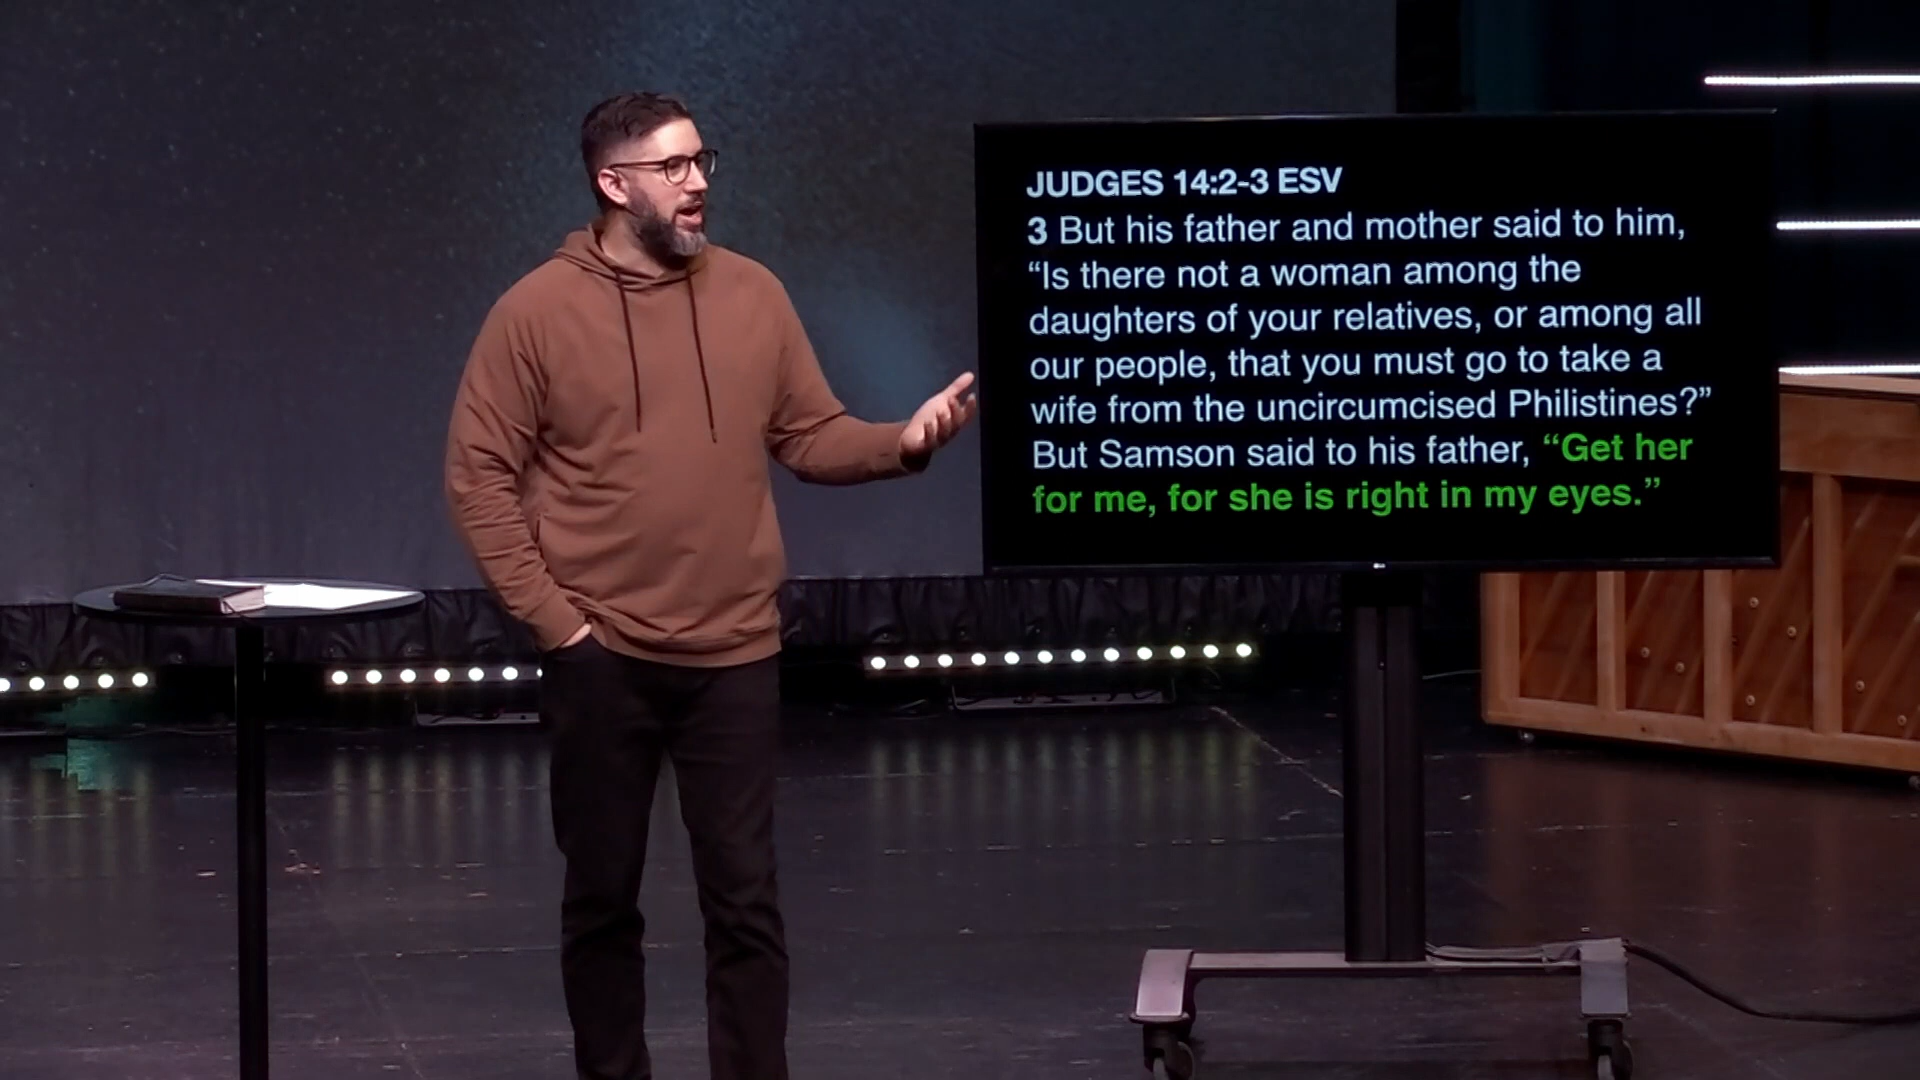 JUDGES 14:2-3 ESV
3 But his father and mother said to him,
“Is there not a woman among the
daughters of your relatives, or among all
our people, that you must go to take a
wife from the uncircumcised Philistines?”
But Samson said to his father, “Get her
for me, for she is right in my eyes.”